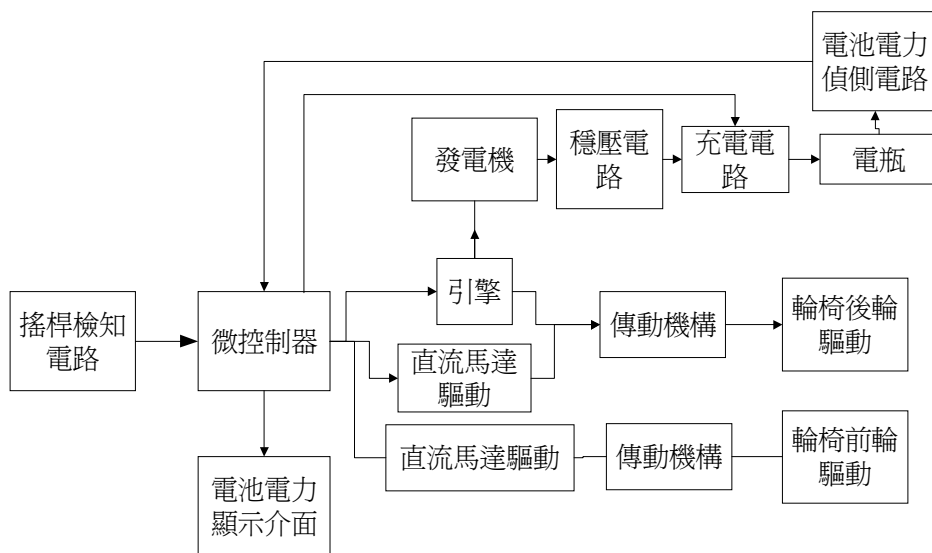 電池電力
偵側電路
發電機
穩壓電
路
充電電
路
電瓶
引擎
搖桿檢知
電路
微控制器
傳動機構
輪椅後輪
驅動
直流馬達
驅動
直流馬達驅動
傳動機構
輪椅前輪
驅動
電池電力
顯示介面